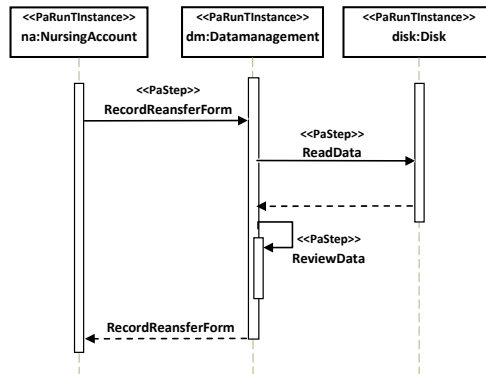 <<PaRunTInstance>>
na:NursingAccount
<<PaRunTInstance>>
dm:Datamanagement
<<PaRunTInstance>>
disk:Disk
<<PaStep>>
RecordReansferForm
<<PaStep>>
ReadData
<<PaStep>>
ReviewData
RecordReansferForm